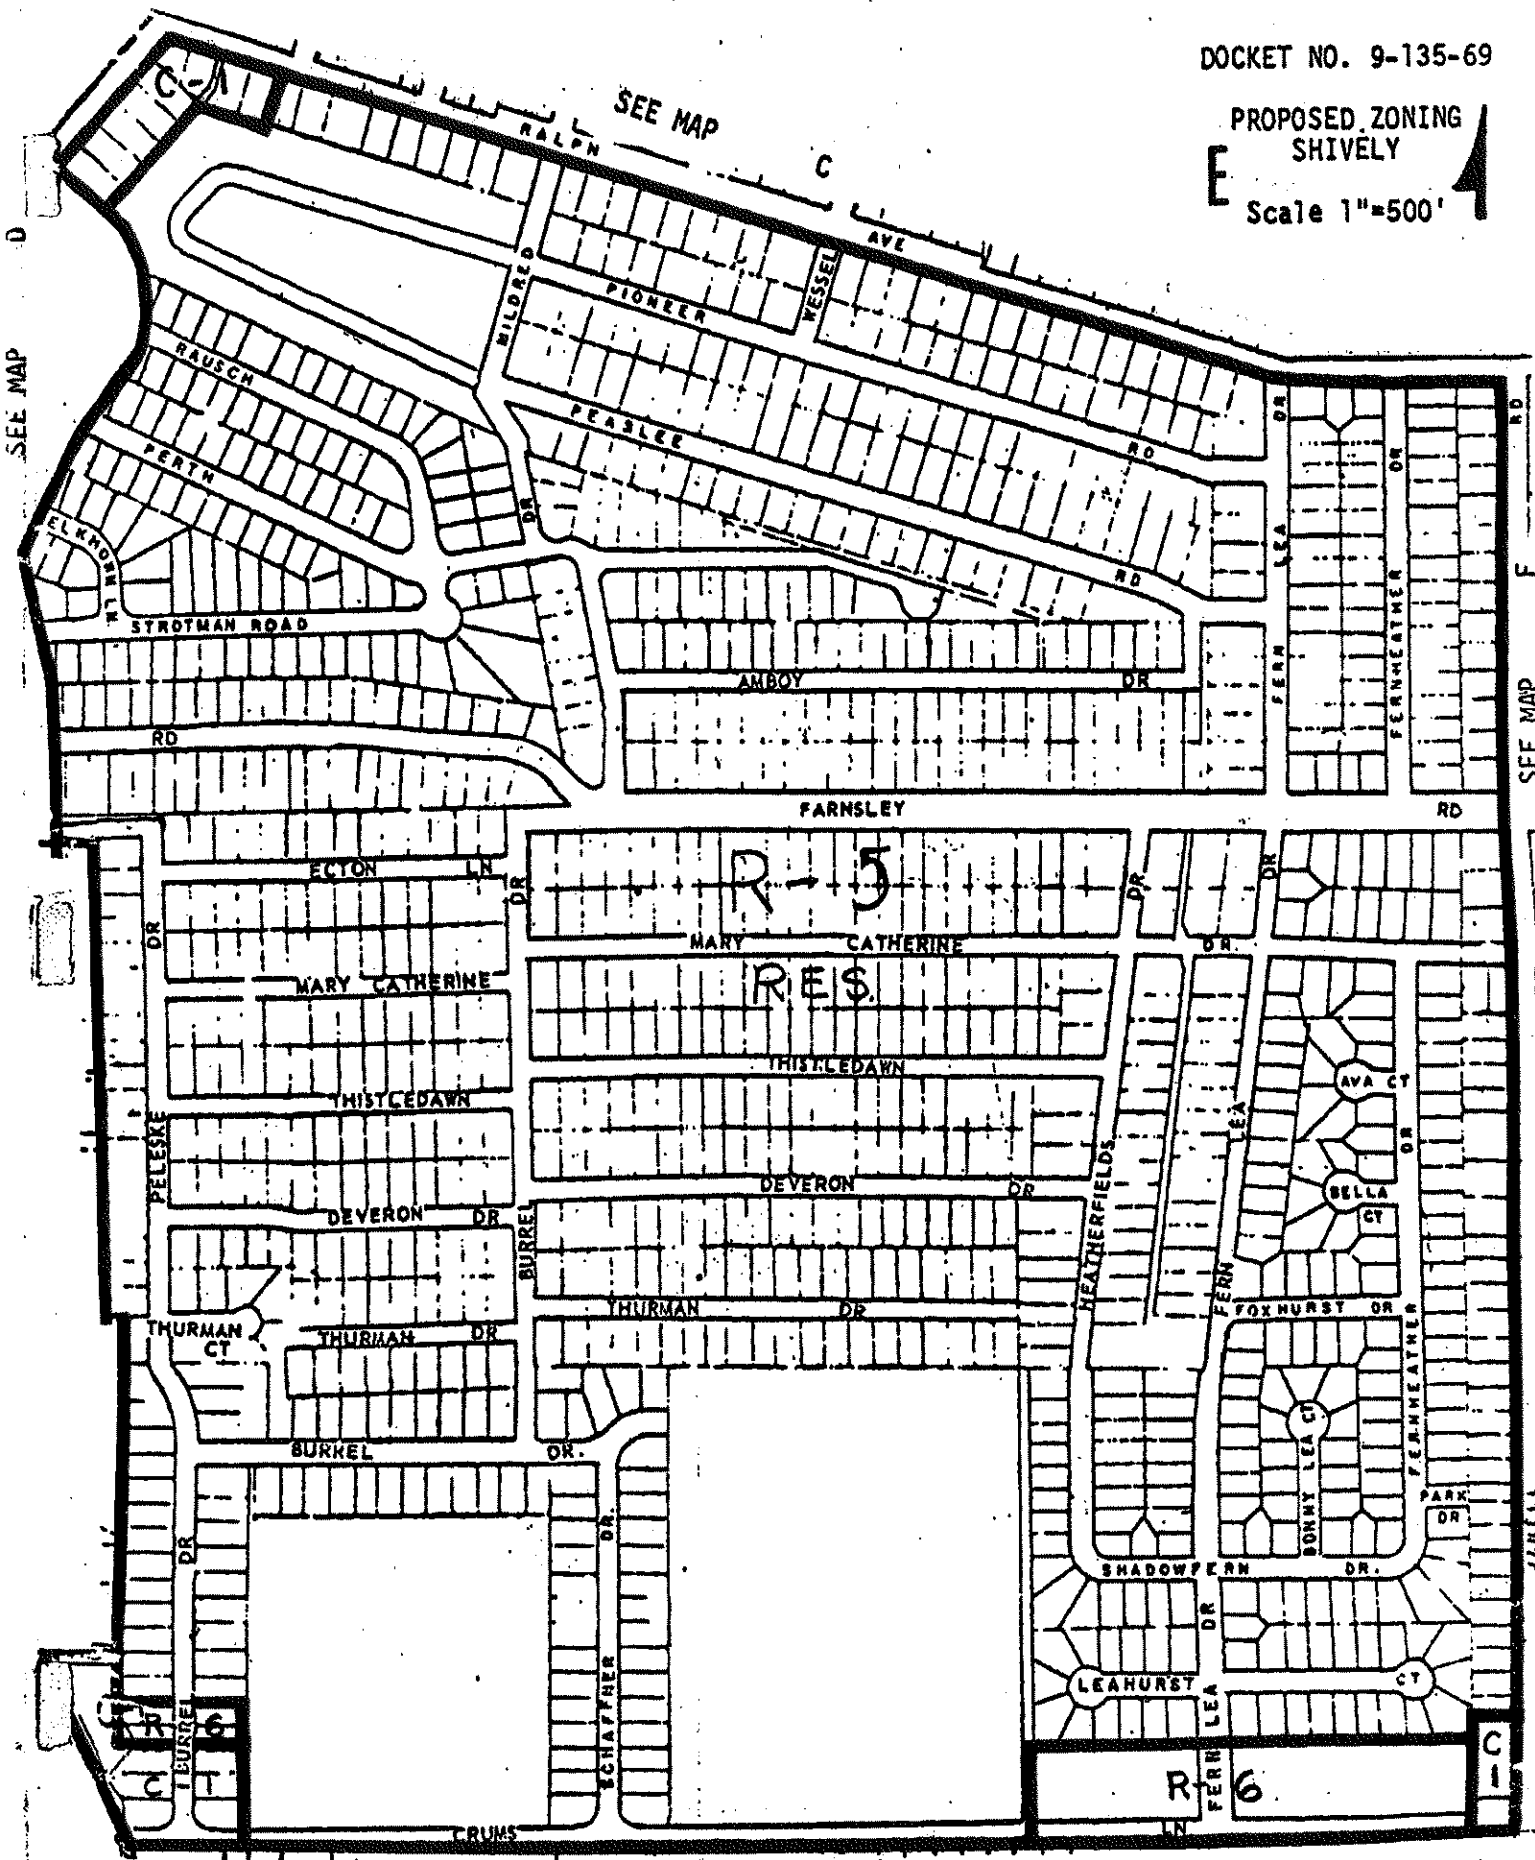 DOCKET NO. 9-135-69
PROPOSED ZONING
SHIVELY
E
Scale 1"=500'
C-1
SEE MAP
C
RALPH
AVE
SEE MAP D
MILDRED
DR
PIONEER
RD
WESSEL
RAUSCH
PEASLEE
RD
PERTH
ELKHORN LN
STROTMAN ROAD
AMBOY DR
FERN LEA DR
FERNHEATHER DR
RD
SEE MAP F
RD
FARNSLEY RD
ECTON LN
DR
R-5
RES.
DR
DR
DR
MARY CATHERINE DR
MARY CATHERINE
THISTLEDAWN
THISTLEDAWN
AVA CT
PELESKE
DR
BELLA
CT
DEVERON DR
DEVERON DR
BURREL
HEATHERFIELDS
FERN LEA
THURMAN DR
FOXHURST DR
THURMAN
CT
THURMAN DR
FERNHEATHER
BONNY LEA CT
BURREL DR.
PARK
DR
DR
DR.
SHADOWFERN DR.
SCHAFFNER
LEAHURST CT
DR
FERN LEA
R 6
BURREL
C 1
R-6
C-1
CRUMS LN